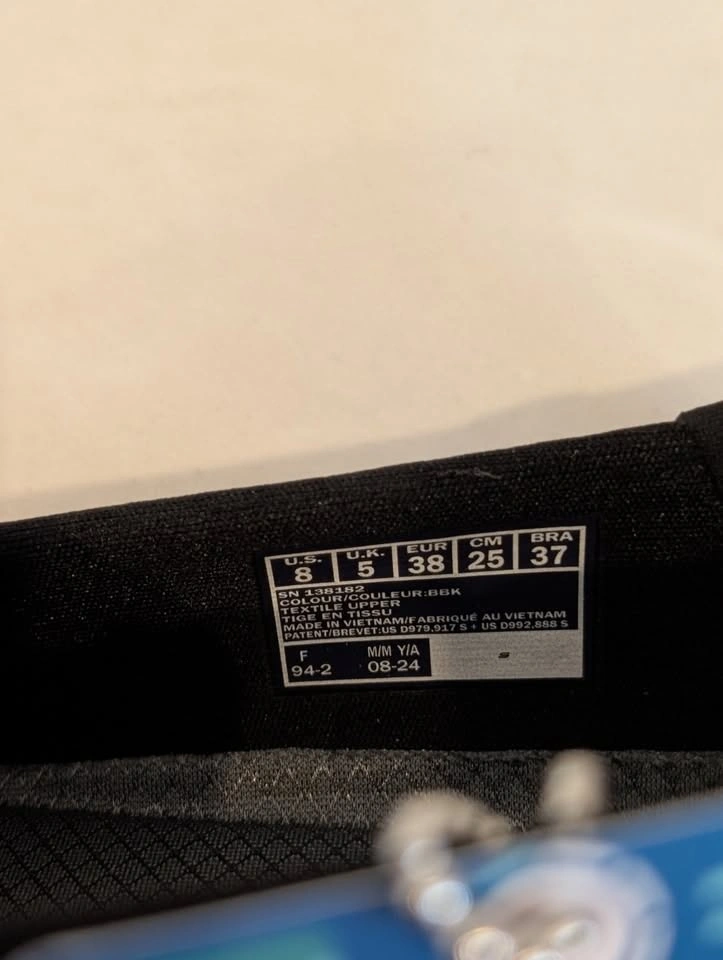 U.S. U.K. EUR CM BRA
8 5 38 25 37
SN 138182
COLOUR/COULEUR:BBK
TEXTILE UPPER
TIGE EN TISSU
MADE IN VIETNAM/FABRIQUÉ AU VIETNAM
PATENT/BREVET:US D979,917 S + US D992,888 S
F M/M Y/A
94-2 08-24